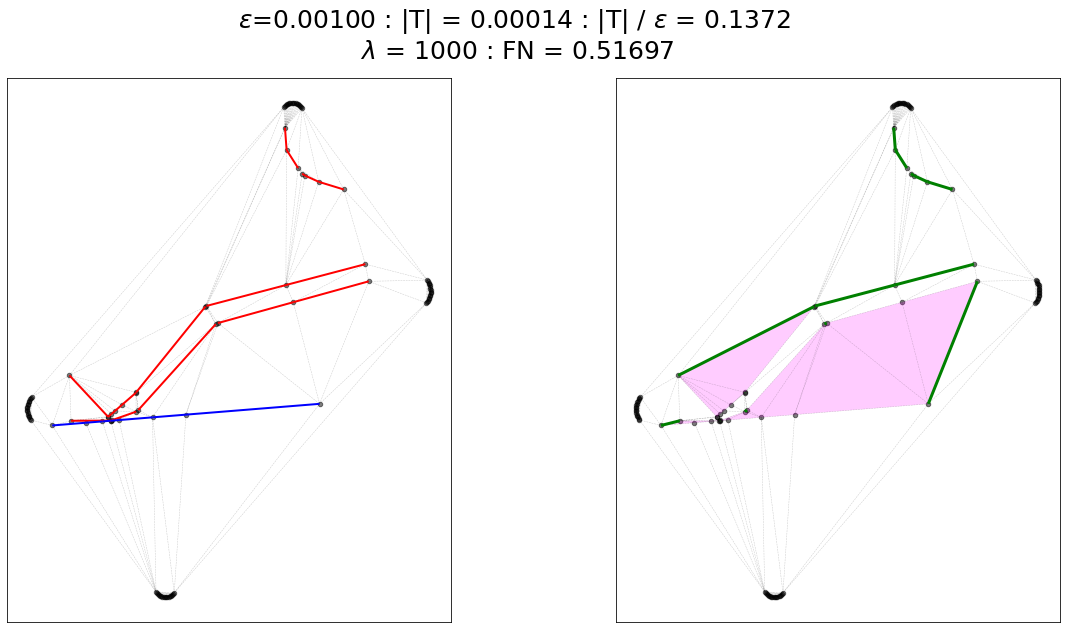 ε=0.00100 : |T| = 0.00014 : |T| / ε = 0.1372
λ = 1000 : FN = 0.51697